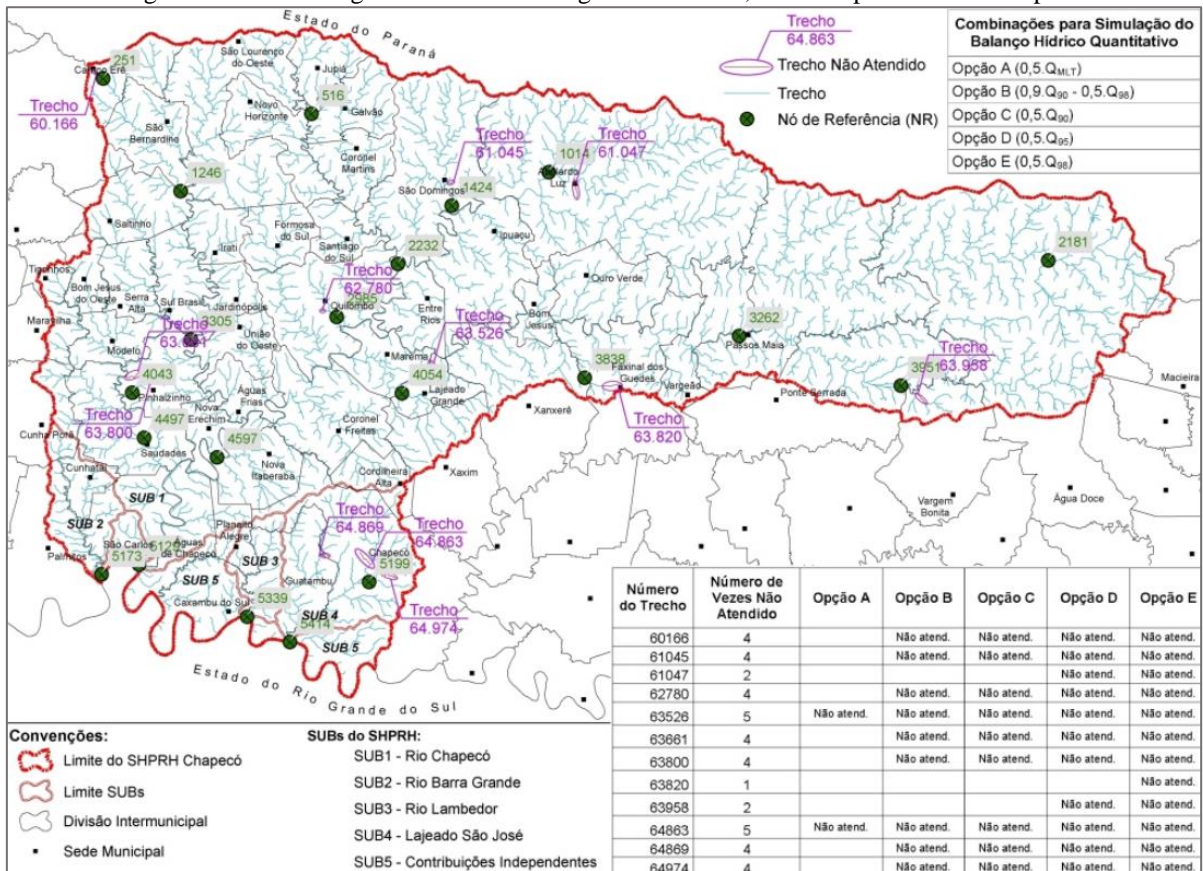 Estado do Paraná
Trecho
64.863
Trecho Não Atendido
Trecho
Nó de Referência (NR)
Combinações para Simulação do
Balanço Hídrico Quantitativo
Opção A (0,5.QMLT)
Opção B (0,9.Q90 - 0,5.Q98)
Opção C (0,5.Q90)
Opção D (0,5.Q95)
Opção E (0,5.Q98)
251
Campo Erê
São Lourenço
do Oeste
Jupiá
Trecho
60.166
516
Novo
Horizonte
Galvão
São
Bernardino
Coronel
Martins
Trecho
61.045
1014
Trecho
61.047
Luz
1246
São Domingos
1424
Saltinho
Formosa
do Sul
Irati
Santiago
do Sul
2232
Ipuaçu
2181
Tigrinhos
Bom Jesus
do Oeste
Serra
Alta
Sul Brasil
Jardinópolis
Trecho
62.780
2985
Quilombo
Entre
Rios
Ouro Verde
Bom
Jesus
Maravilha
Trecho
3305
União
do Oeste
Trecho
63.526
3262
Passos Maia
Modelo
Marema
4043
Pinhalzinho
Águas
Frias
4054
Lajeado
Grande
3838
Faxinal dos
Guedes
Vargeão
Ponte Serrada
3951
Trecho
63.958
Macieira
Trecho
63.800
Nova
Erechim
4497
Coronel
Freitas
Xanxerê
Trecho
63.820
Cunha Porã
Saudades
4597
Nova
Itaberaba
Cunhataí
Cordilheira
Alta
Xaxim
Vargem
Bonita
Água Doce
SUB 1
SUB 2
Planalto
Alegre
Trecho
64.869
Trecho
64.863
Palmitos
São Carlos
5173
Águas
de Chapecó
SUB 3
SUB 5
Guatambu
Chapecó
5199
Caxambu do Sul
5339
SUB 4
5414
SUB 5
Trecho
64.974
Estado do Rio Grande do Sul
Convenções:
Limite do SHPRH Chapecó
Limite SUBs
Divisão Intermunicipal
Sede Municipal
SUBs do SHPRH:
SUB1 - Rio Chapecó
SUB2 - Rio Barra Grande
SUB3 - Rio Lambedor
SUB4 - Lajeado São José
SUB5 - Contribuições Independentes
Número do Trecho Número de Vezes Não Atendido Opção A Opção B Opção C Opção D Opção E
60166 4 Não atend. Não atend. Não atend. Não atend.
61045 4 Não atend. Não atend. Não atend. Não atend.
61047 2 Não atend. Não atend.
62780 4 Não atend. Não atend. Não atend. Não atend.
63526 5 Não atend. Não atend. Não atend. Não atend. Não atend.
63661 4 Não atend. Não atend. Não atend. Não atend.
63800 4 Não atend. Não atend. Não atend. Não atend.
63820 1 Não atend.
63958 2 Não atend. Não atend.
64863 5 Não atend. Não atend. Não atend. Não atend. Não atend.
64869 4 Não atend. Não atend. Não atend. Não atend.
64974 4 Não atend. Não atend. Não atend. Não atend.